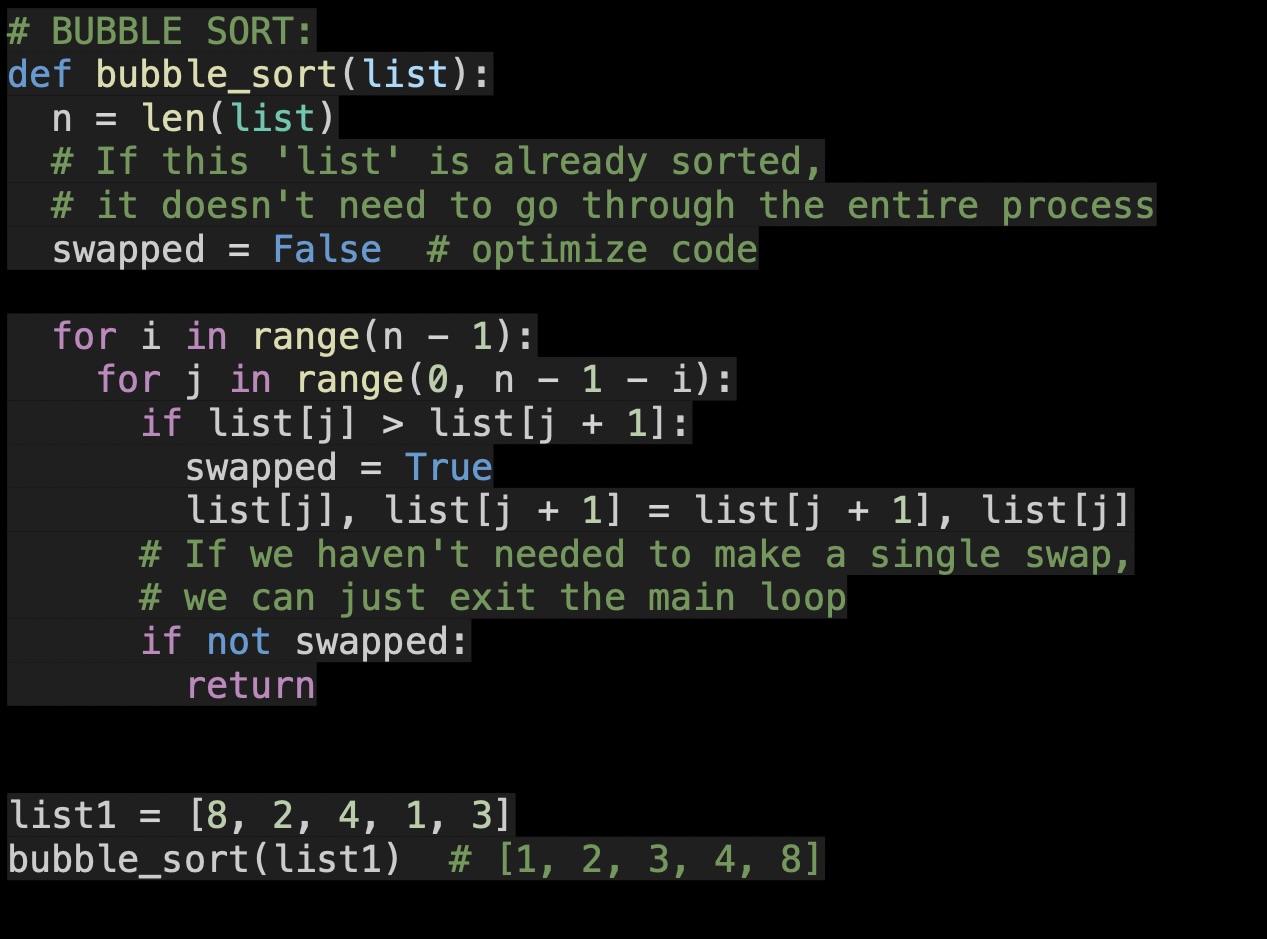 # BUBBLE SORT:
def bubble_sort(list):
  n = len(list)
  # If this 'list' is already sorted,
  # it doesn't need to go through the entire process
  swapped = False  # optimize code

  for i in range(n - 1):
    for j in range(0, n - 1 - i):
      if list[j] > list[j + 1]:
        swapped = True
        list[j], list[j + 1] = list[j + 1], list[j]
      # If we haven't needed to make a single swap,
      # we can just exit the main loop
      if not swapped:
        return


list1 = [8, 2, 4, 1, 3]
bubble_sort(list1)  # [1, 2, 3, 4, 8]